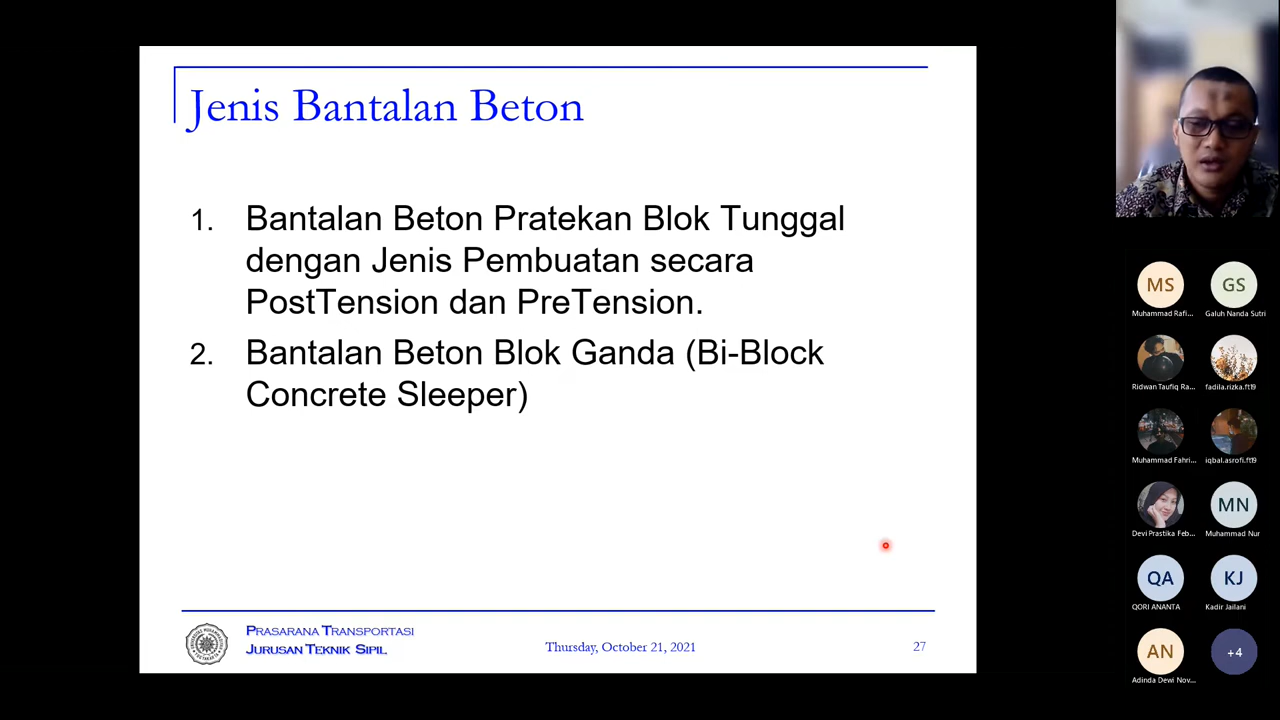 Jenis Bantalan Beton
1. Bantalan Beton Pratekan Blok Tunggal
dengan Jenis Pembuatan secara
PostTension dan PreTension.
2. Bantalan Beton Blok Ganda (Bi-Block
Concrete Sleeper)
PRASARANA TRANSPORTASI
JURUSAN TEKNIK SIPIL
Thursday, October 21, 2021
27
MS
Muhammad Rafi...
GS
Galuh Nanda Sutri
Ridwan Taufiq Ra...
fadila.rizka.ft19
Muhammad Fahri...
iqbal.asrofi.ft19
Devi Prastika Feb...
MN
Muhammad Nur
QA
QORI ANANTA
KJ
Kadir Jailani
AN
Adinda Dewi Nov...
+4